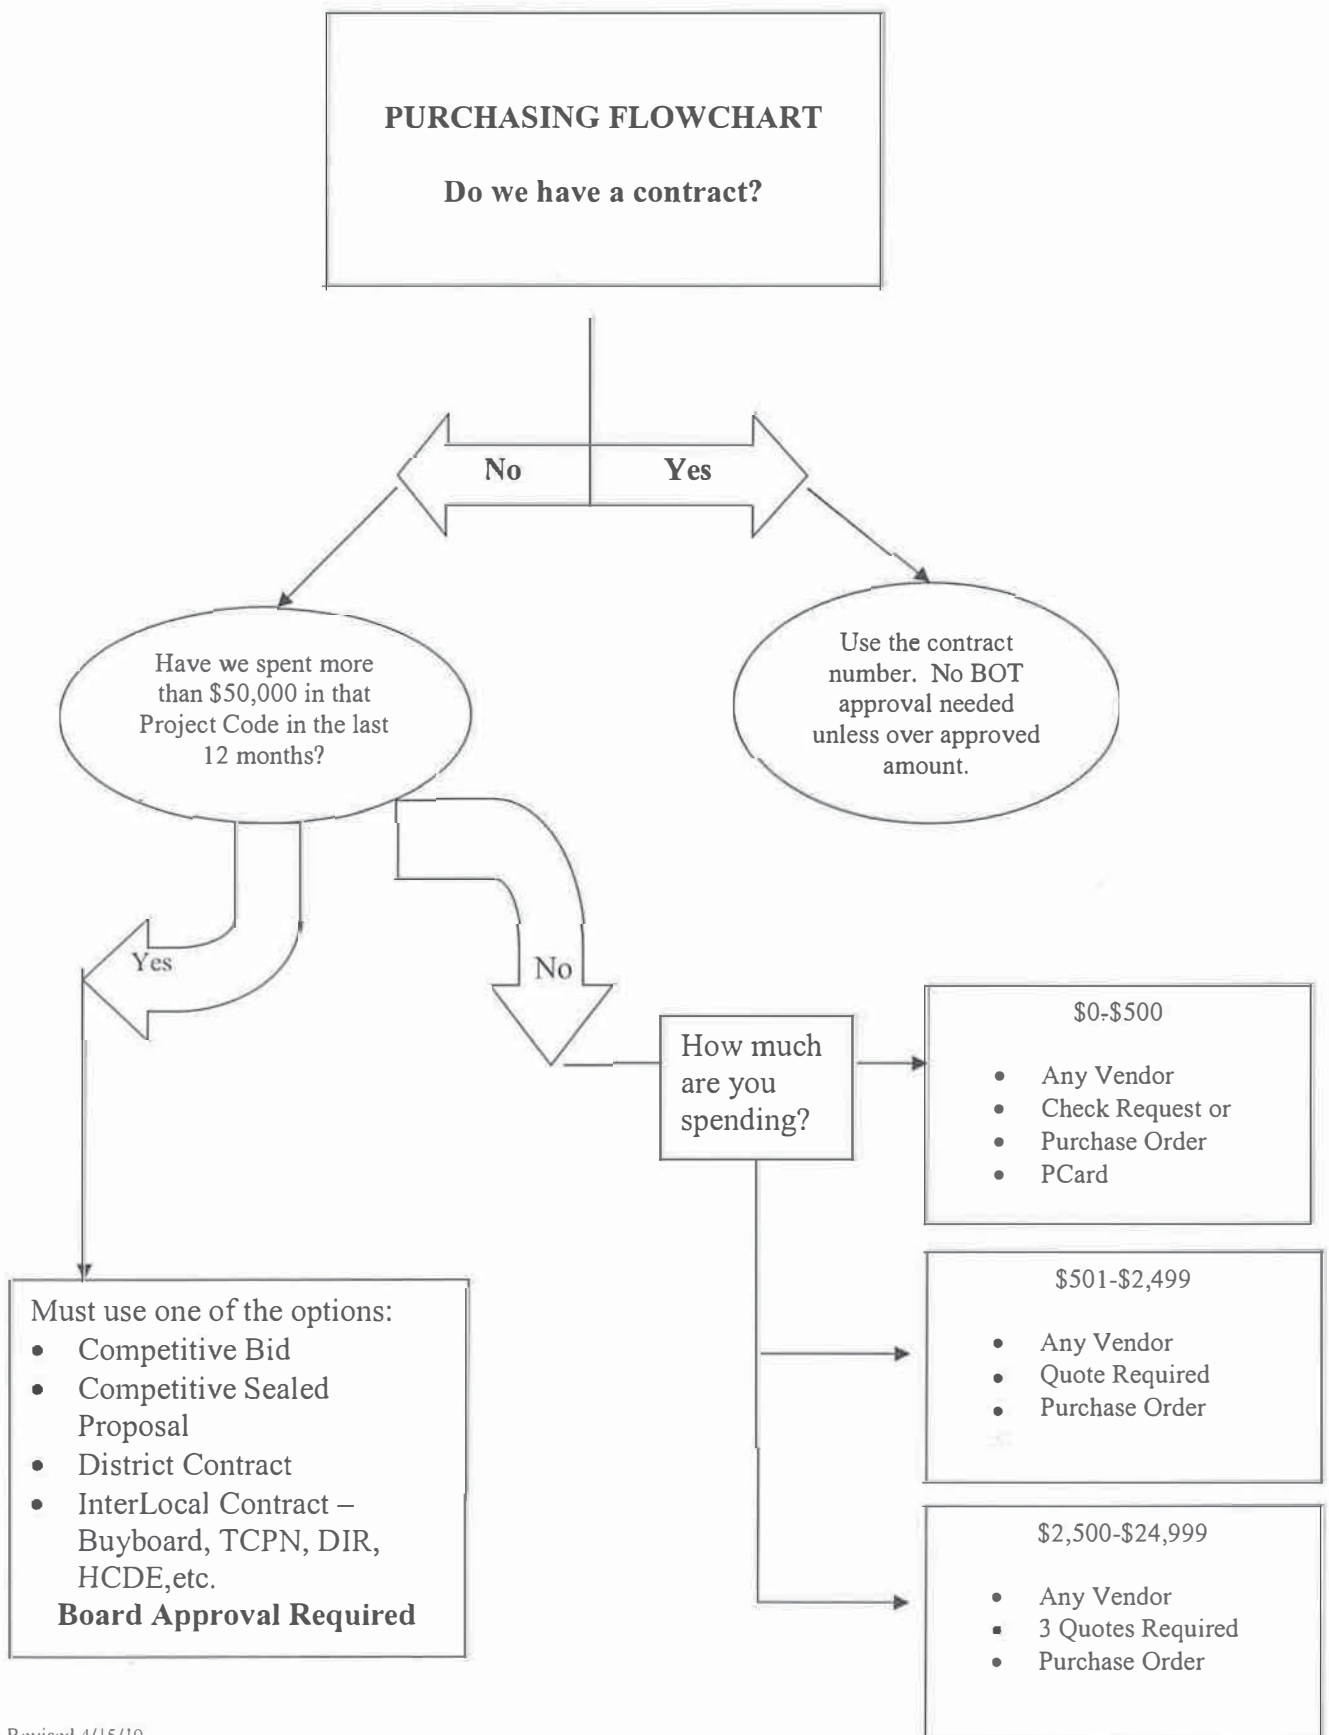 PURCHASING FLOWCHART
Do we have a contract?
No
Yes
Have we spent more
than $50,000 in that
Project Code in the last
12 months?
Use the contract
number. No BOT
approval needed
unless over approved
amount.
Yes
No
How much
are you
spending?
$0-$500
• Any Vendor
• Check Request or
• Purchase Order
• PCard
$501-$2,499
• Any Vendor
• Quote Required
• Purchase Order
$2,500-$24,999
• Any Vendor
• 3 Quotes Required
• Purchase Order
Must use one of the options:
• Competitive Bid
• Competitive Sealed
Proposal
• District Contract
• InterLocal Contract –
Buyboard, TCPN, DIR,
HCDE,etc.
Board Approval Required